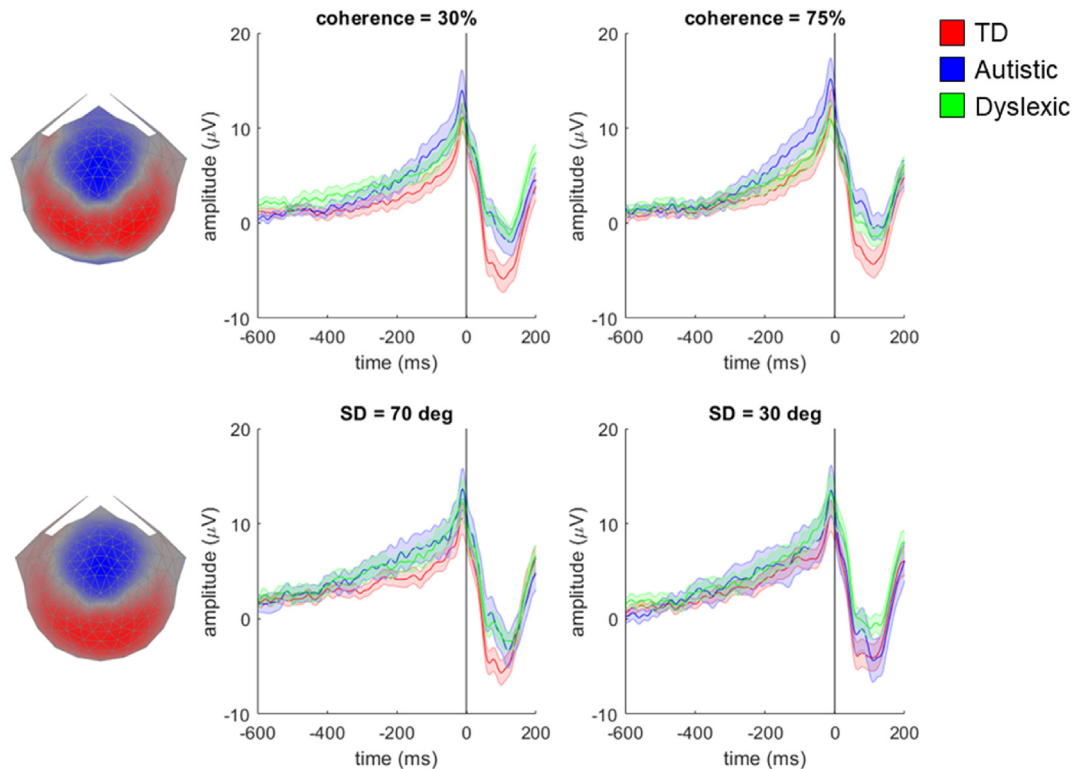 coherence = 30%
20
10
0
-10
amplitude (μV)
-600
-400
-200
0
200
time (ms)
coherence = 75%
20
10
0
-10
amplitude (μV)
-600
-400
-200
0
200
time (ms)
TD
Autistic
Dyslexic
SD = 70 deg
20
10
0
-10
amplitude (μV)
-600
-400
-200
0
200
time (ms)
SD = 30 deg
20
10
0
-10
amplitude (μV)
-600
-400
-200
0
200
time (ms)